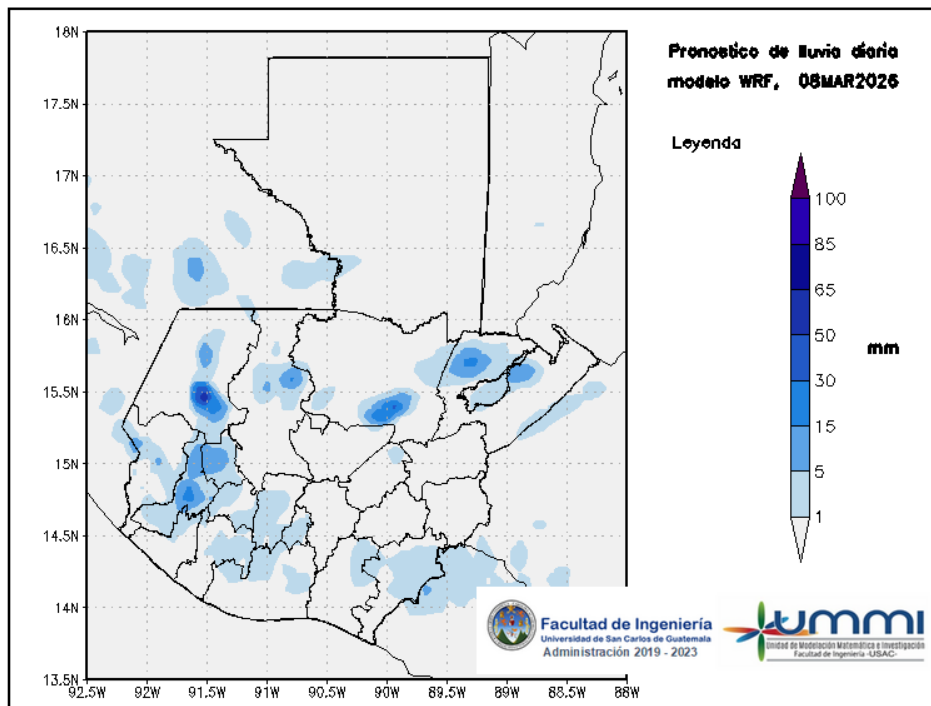 Pronostico de lluvia diaria
modelo WRF, 08MAR2026
Leyenda
100
85
65
50
30
15
5
1
mm
18N
17.5N
17N
16.5N
16N
15.5N
15N
14.5N
14N
13.5N
92.5W
92W
91.5W
91W
90.5W
90W
89.5W
89W
88.5W
88W
Facultad de Ingeniería
Universidad de San Carlos de Guatemala
Administración 2019 - 2023
ummi
Unidad de Modelación Matemática e Investigación
Facultad de Ingeniería -USAC-